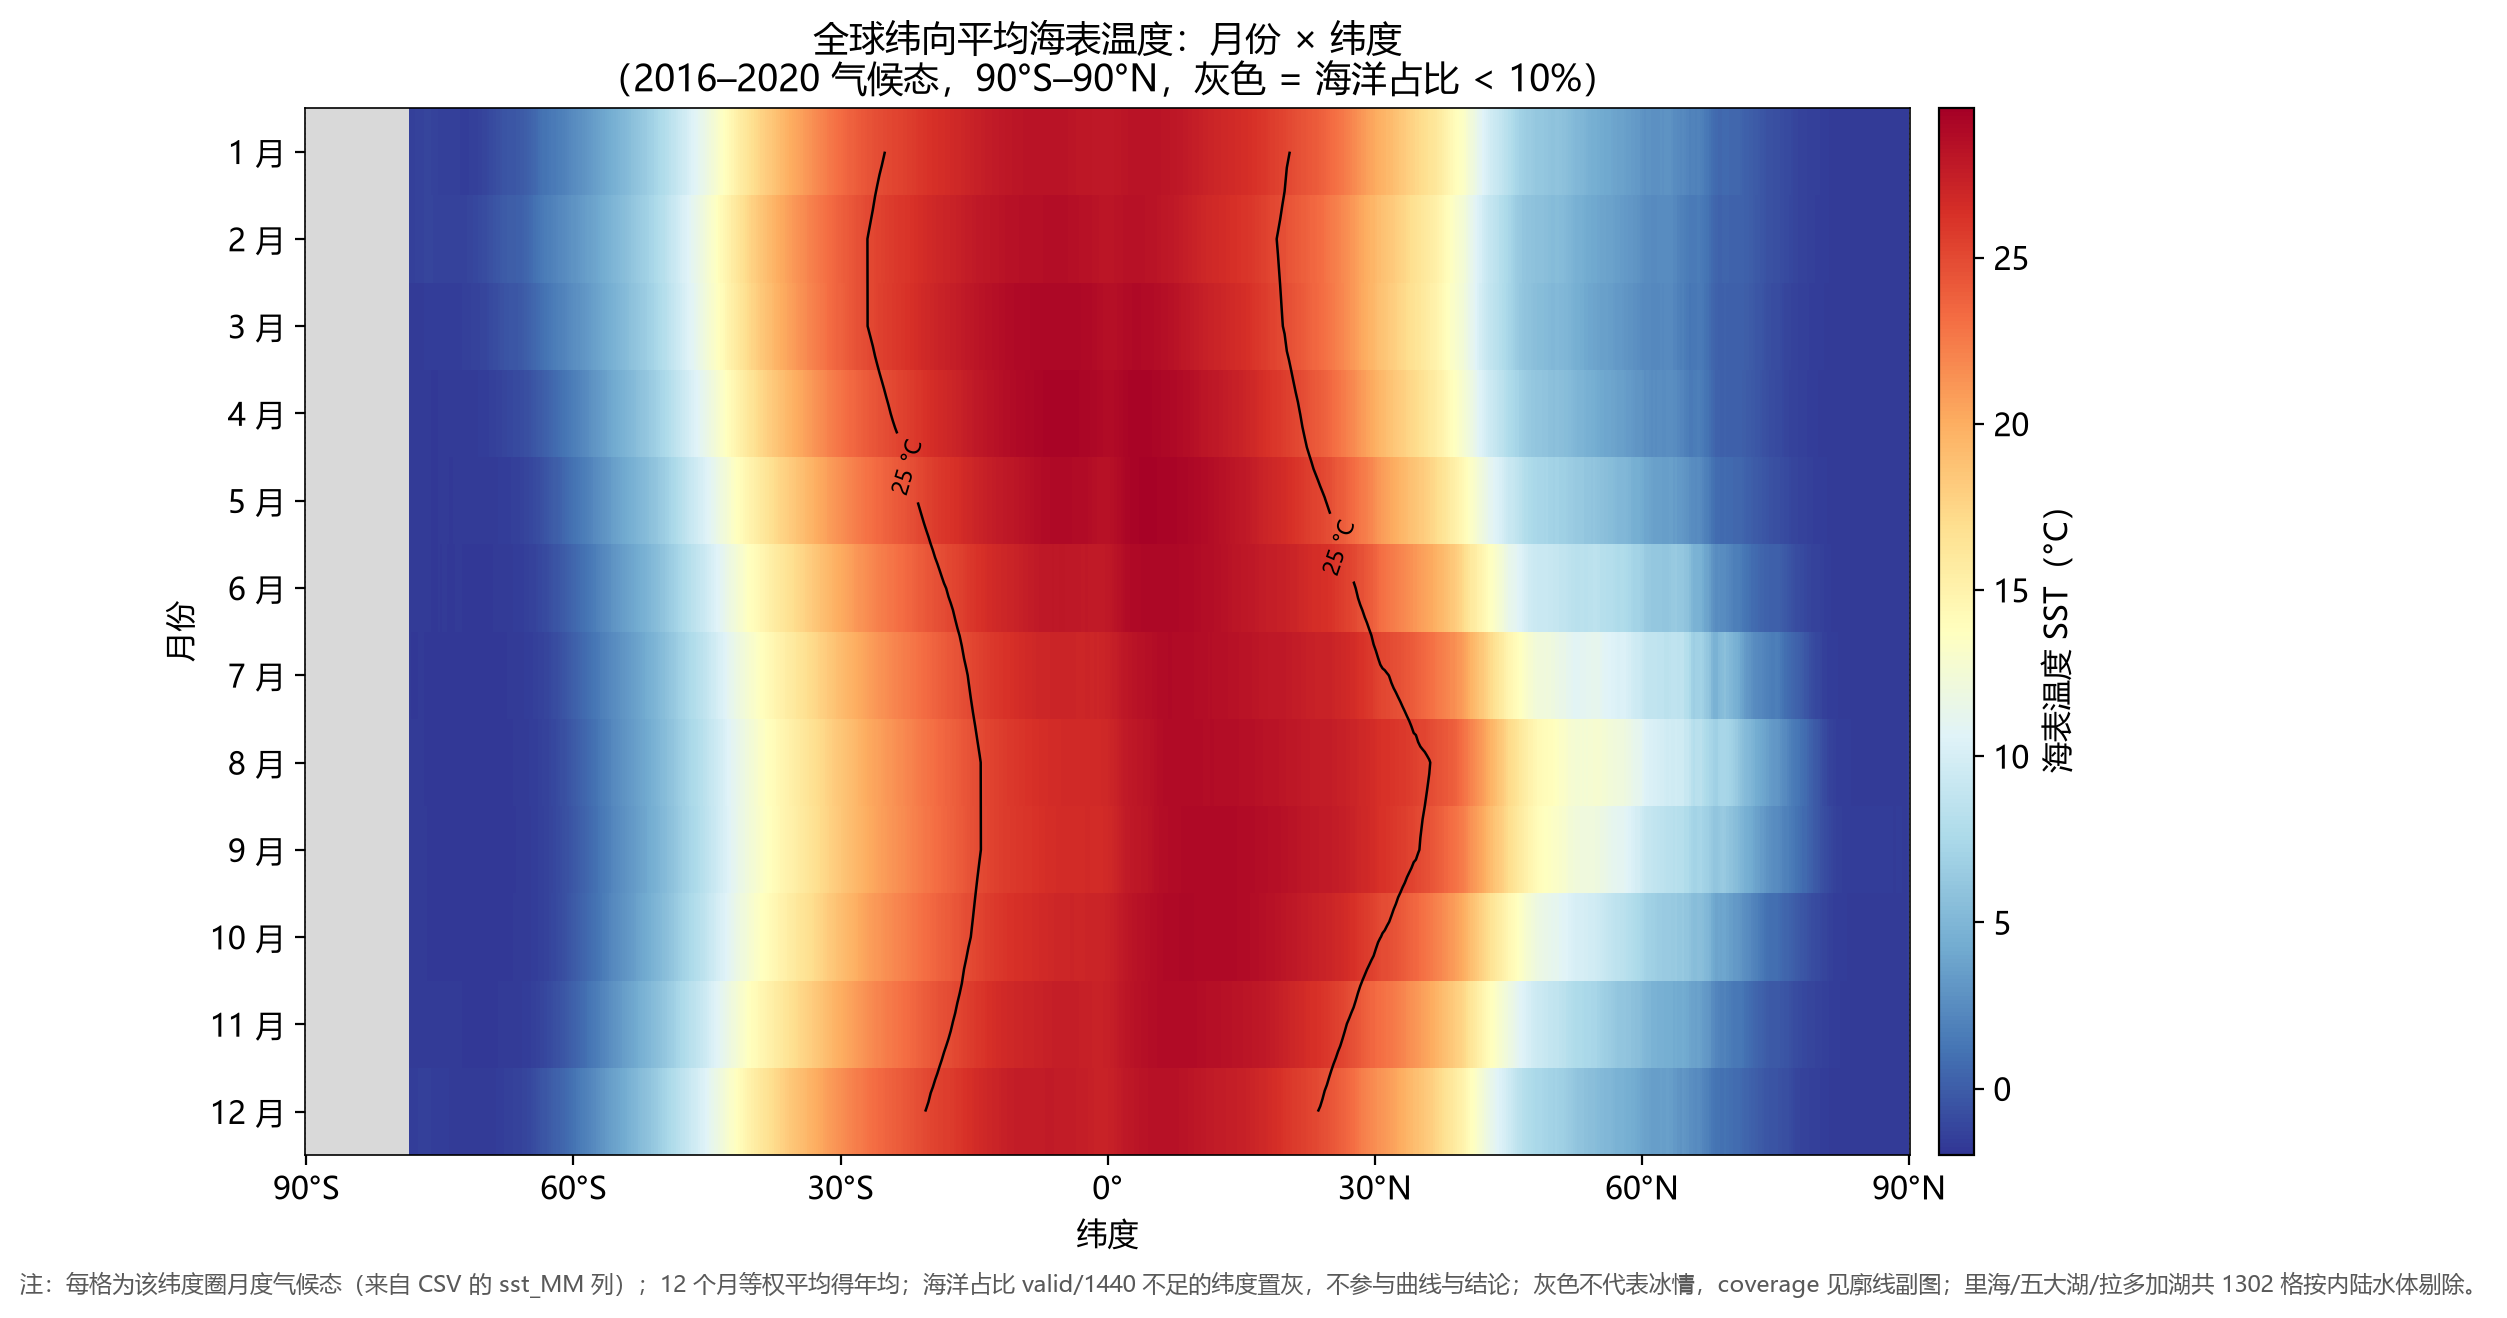 全球纬向平均海表温度：月份 × 纬度
（2016–2020 气候态，90°S–90°N，灰色 = 海洋占比 < 10%）
1 月
2 月
3 月
4 月
5 月
6 月
7 月
8 月
9 月
10 月
11 月
12 月
月份
25 °C
25 °C
90°S
60°S
30°S
0°
30°N
60°N
90°N
纬度
25
20
15
10
5
0
海表温度 SST（°C）
注：每格为该纬度圈月度气候态（来自 CSV 的 sst_MM 列）；12 个月等权平均得年均；海洋占比 valid/1440 不足的纬度置灰，不参与曲线与结论；灰色不代表冰情，coverage 见廓线副图；里海/五大湖/拉多加湖共 1302 格按内陆水体剔除。